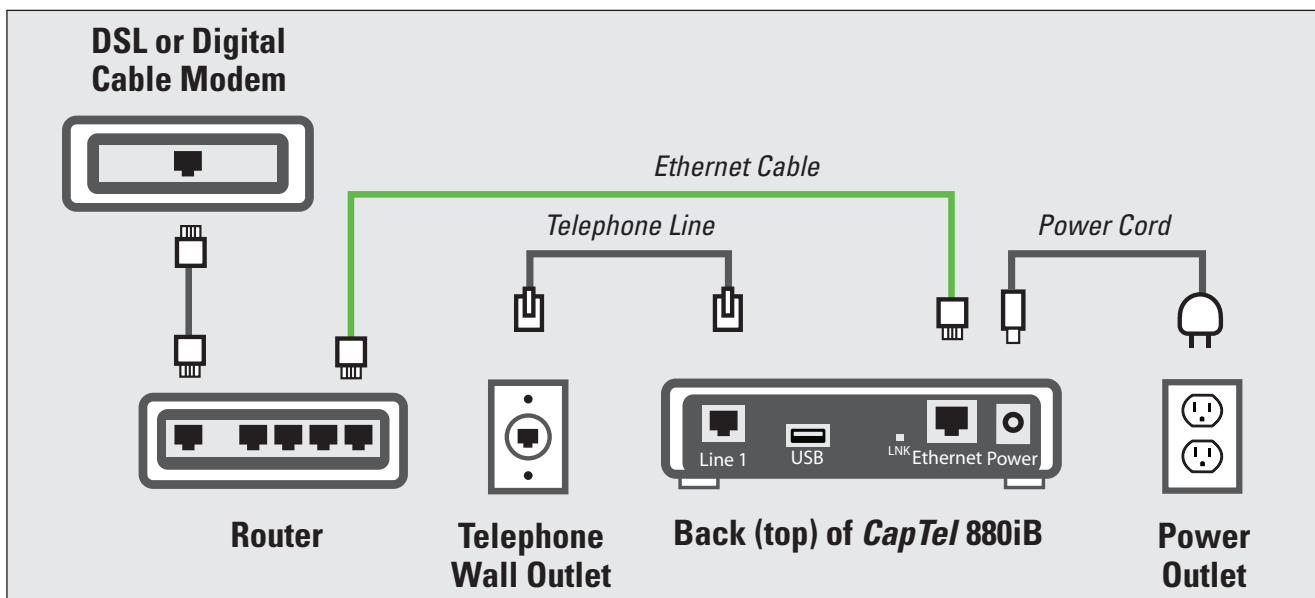 DSL or Digital
Cable Modem
Ethernet Cable
Telephone Line
Power Cord
Line 1
USB
LNK
Ethernet
Power
Router
Telephone
Wall Outlet
Back (top) of CapTel 880iB
Power
Outlet